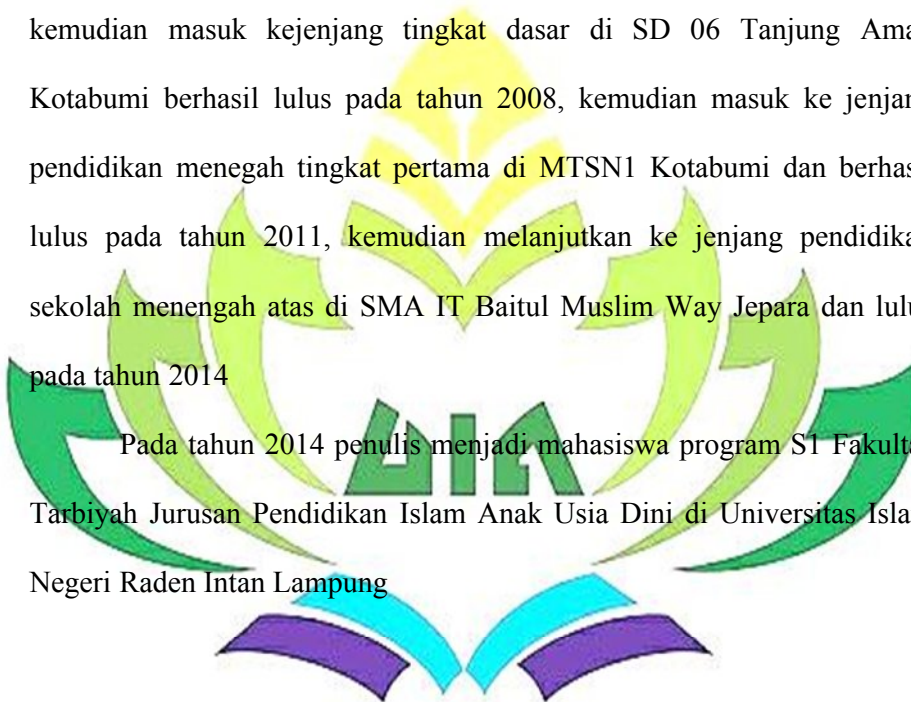 kemudian masuk kejenjang tingkat dasar di SD 06 Tanjung Ama
Kotabumi berhasil lulus pada tahun 2008, kemudian masuk ke jenjan
pendidikan menegah tingkat pertama di MTSN1 Kotabumi dan berhas
lulus pada tahun 2011, kemudian melanjutkan ke jenjang pendidika
sekolah menengah atas di SMA IT Baitul Muslim Way Jepara dan lulu
pada tahun 2014
Pada tahun 2014 penulis menjadi mahasiswa program S1 Fakulta
Tarbiyah Jurusan Pendidikan Islam Anak Usia Dini di Universitas Isla
Negeri Raden Intan Lampung